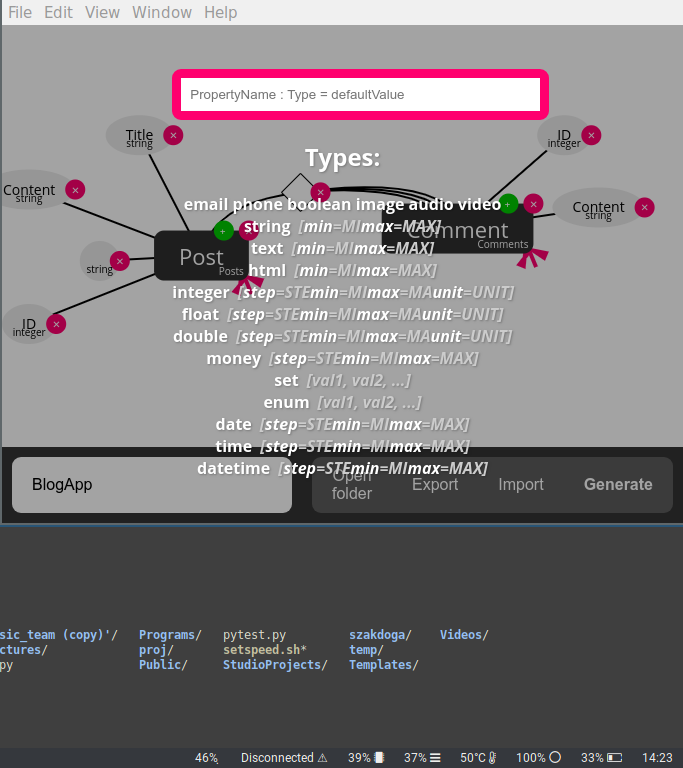 File Edit View Window Help
PropertyName : Type = defaultValue
Types:
Title
string
ID
integer
Content
string
email phone boolean image audio video
Content
string
string [min=MImax=MAX]
Comment
Comments
text [min=MImax=MAX]
Post
Posts
string
html [min=MImax=MAX]
integer [step=STEmin=MImax=MAunit=UNIT]
float [step=STEmin=MImax=MAunit=UNIT]
ID
integer
double [step=STEmin=MImax=MAunit=UNIT]
money [step=STEmin=MImax=MAX]
set [val1, val2, ...]
enum [val1, val2, ...]
date [step=STEmin=MImax=MAX]
time [step=STEmin=MImax=MAX]
datetime [step=STEmin=MImax=MAX]
BlogApp
Open
folder
Export
Import
Generate
sic_team (copy)'/ Programs/ pytest.py szakdoga/ Videos/
ctures/ proj/ setspeed.sh* temp/
py Public/ StudioProjects/ Templates/
46% Disconnected ⚠ 39% 37% 50°C 100% 33% 14:23